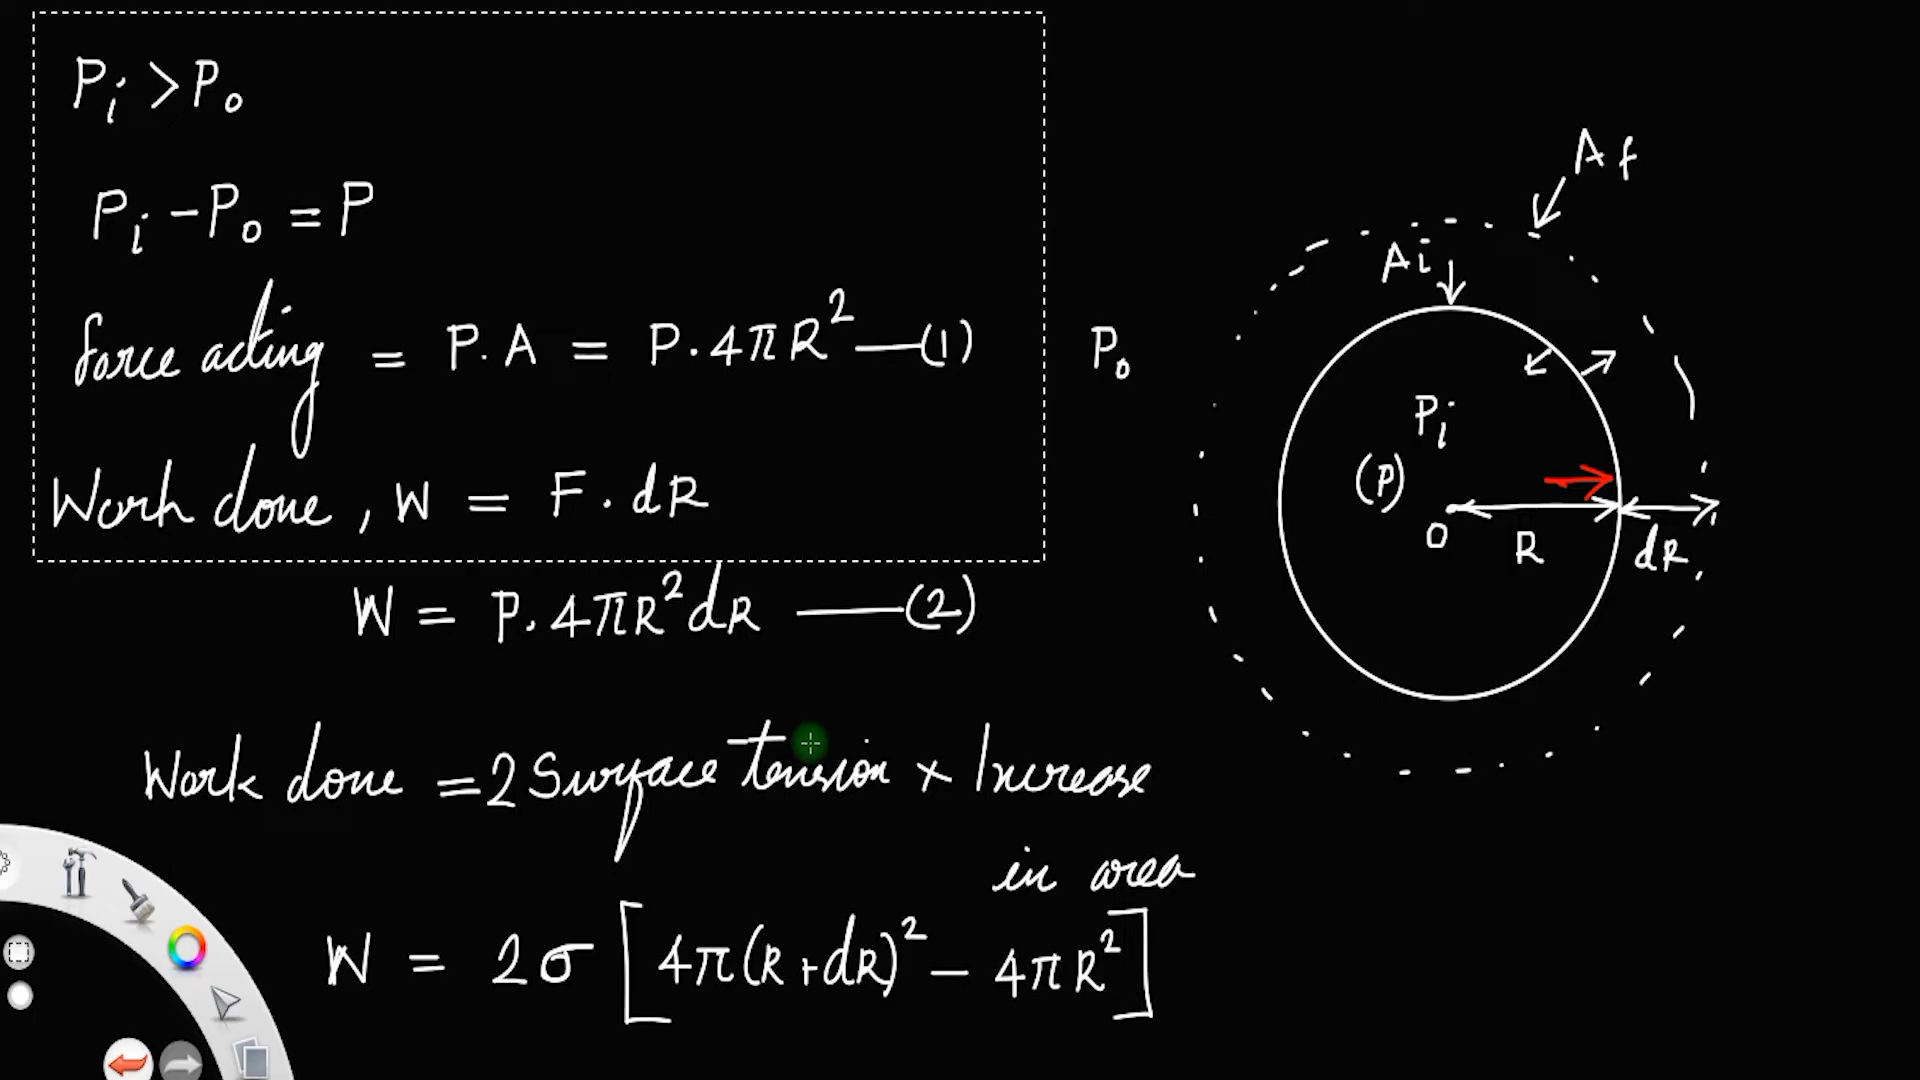 Pi > Po
Pi - Po = P
force acting = P.A = P.4πR² —(1)
Work done, W = F.dR
W = P.4πR²dR —(2)
Work done = 2 Surface tension × Increase
in area
W = 2σ [4π(R+dR)² - 4πR²]
Af
Ai
Po
Pi
(P)
O
R
dR